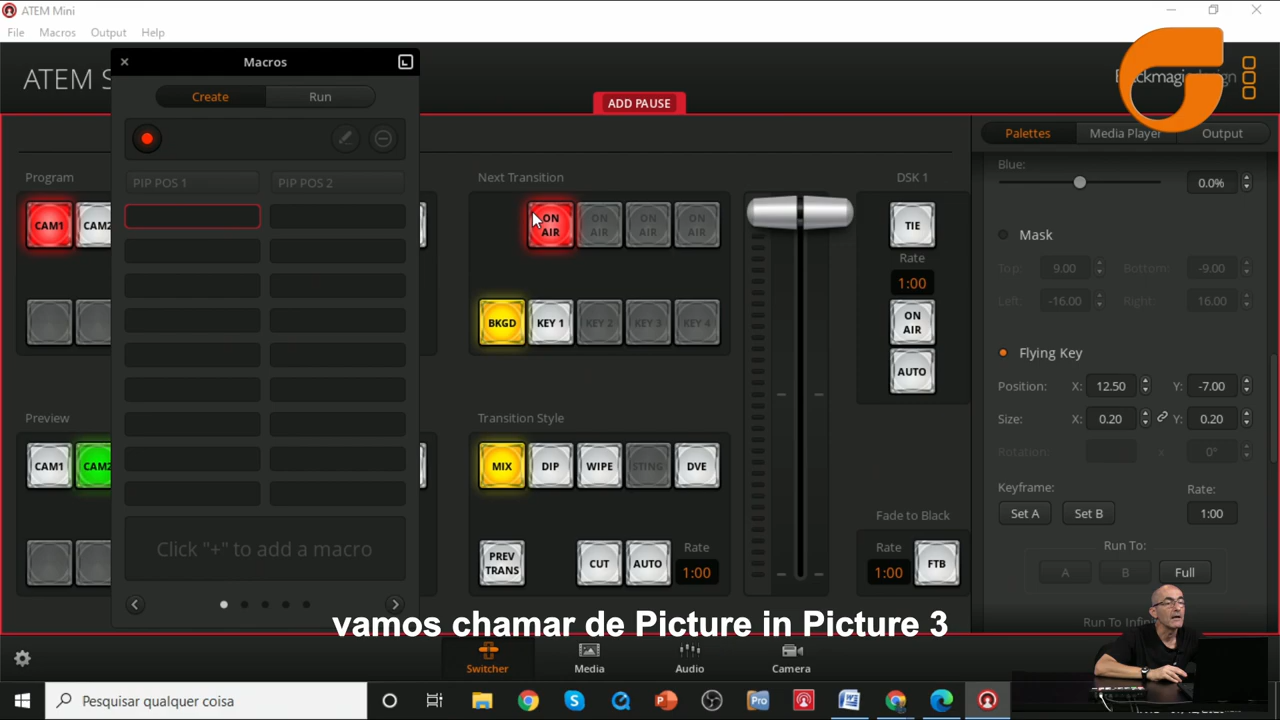 ATEM Mini
File Macros Output Help
Macros
ATEM
Create Run
ADD PAUSE
Palettes Media Player Output
PIP POS 1 PIP POS 2
Program
CAM1 CAM2
Next Transition
ON AIR ON AIR ON AIR ON AIR
BKGD KEY 1 KEY 2 KEY 3 KEY 4
DSK 1
TIE
Rate
1:00
ON AIR
AUTO
Blue: 0.0%
Mask
Top: 9.00 Bottom: -9.00
Left: -16.00 Right: 16.00
Flying Key
Position: X: 12.50 Y: -7.00
Size: X: 0.20 Y: 0.20
Rotation: x 0°
Keyframe: Rate:
Set A Set B 1:00
Run To:
A B Full
Preview
CAM1 CAM2
Transition Style
MIX DIP WIPE STING DVE
PREV TRANS CUT AUTO Rate 1:00
Fade to Black
Rate 1:00 FTB
Click "+" to add a macro
vamos chamar de Picture in Picture 3
Switcher Media Audio Camera
Pesquisar qualquer coisa